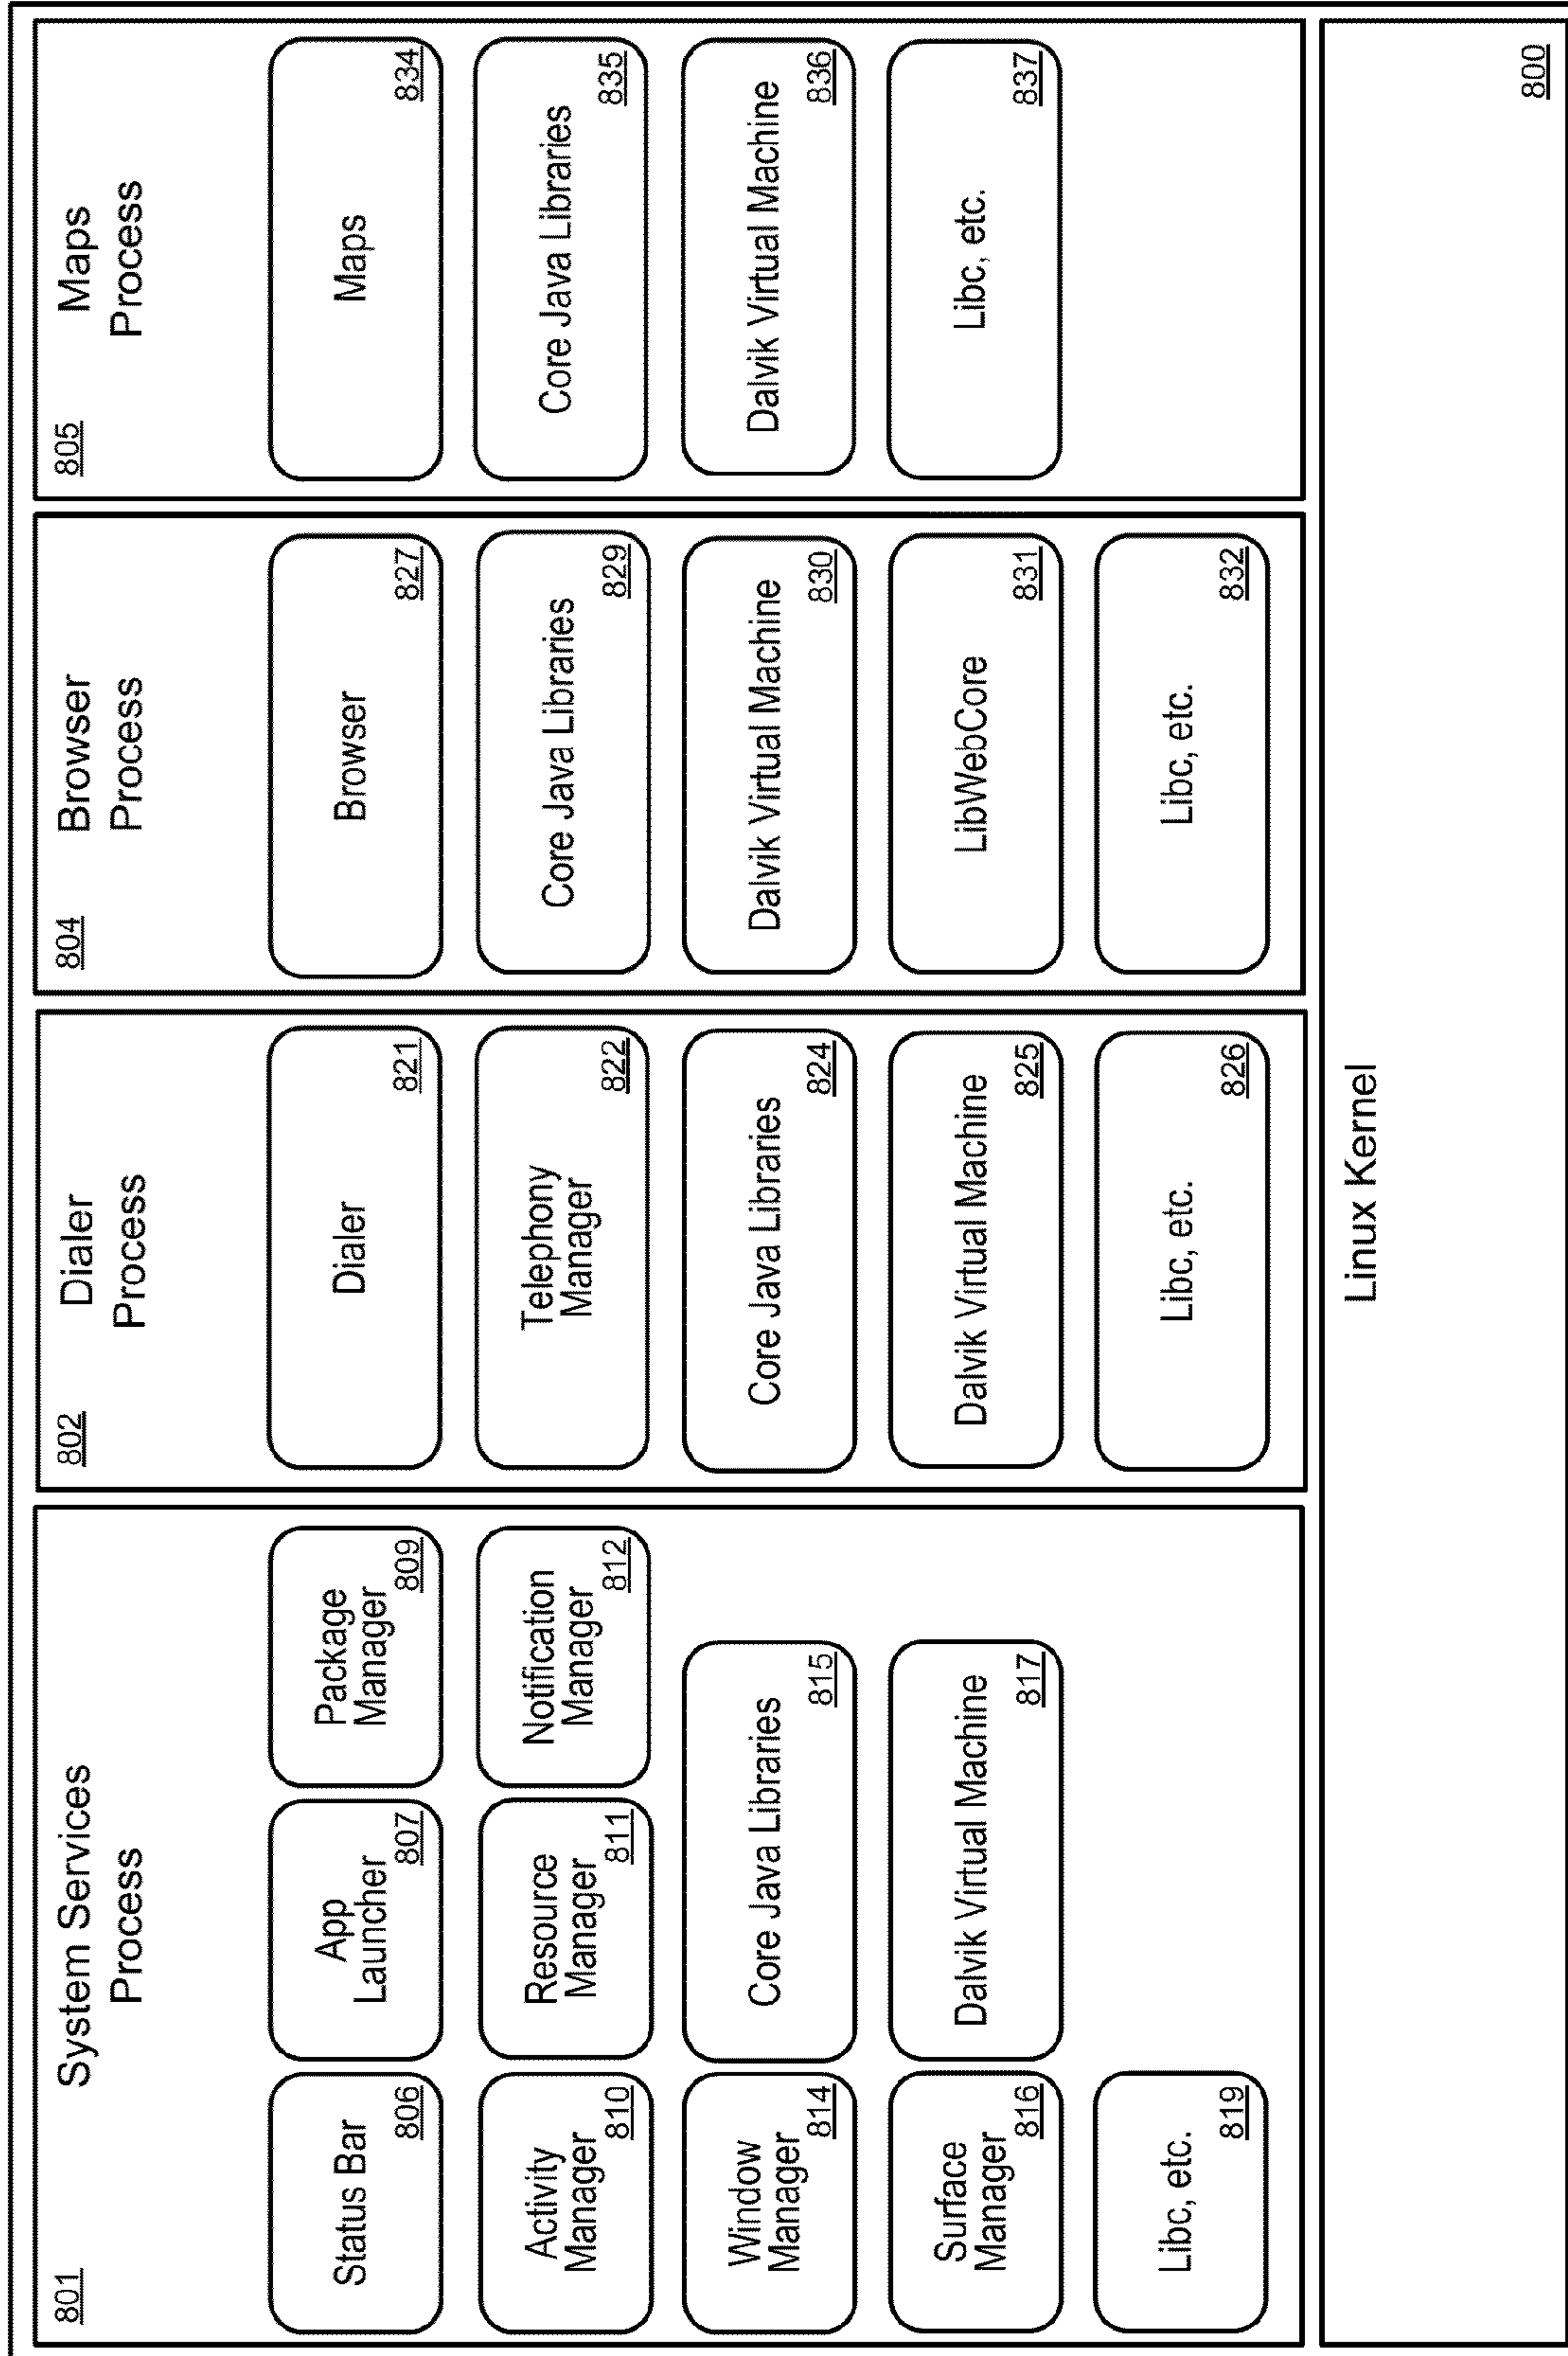 801
System Services
Process
Status Bar
806
App
Launcher
807
Package
Manager
809
Activity
Manager
810
Resource
Manager
811
Notification
Manager
812
Window
Manager
814
Core Java Libraries
815
Surface
Manager
816
Dalvik Virtual Machine
817
Libc, etc.
819
802
Dialer
Process
Dialer
821
Telephony
Manager
822
Core Java Libraries
824
Dalvik Virtual Machine
825
Libc, etc.
826
804
Browser
Process
Browser
827
Core Java Libraries
829
Dalvik Virtual Machine
830
LibWebCore
831
Libc, etc.
832
805
Maps
Process
Maps
834
Core Java Libraries
835
Dalvik Virtual Machine
836
Libc, etc.
837
Linux Kernel
800